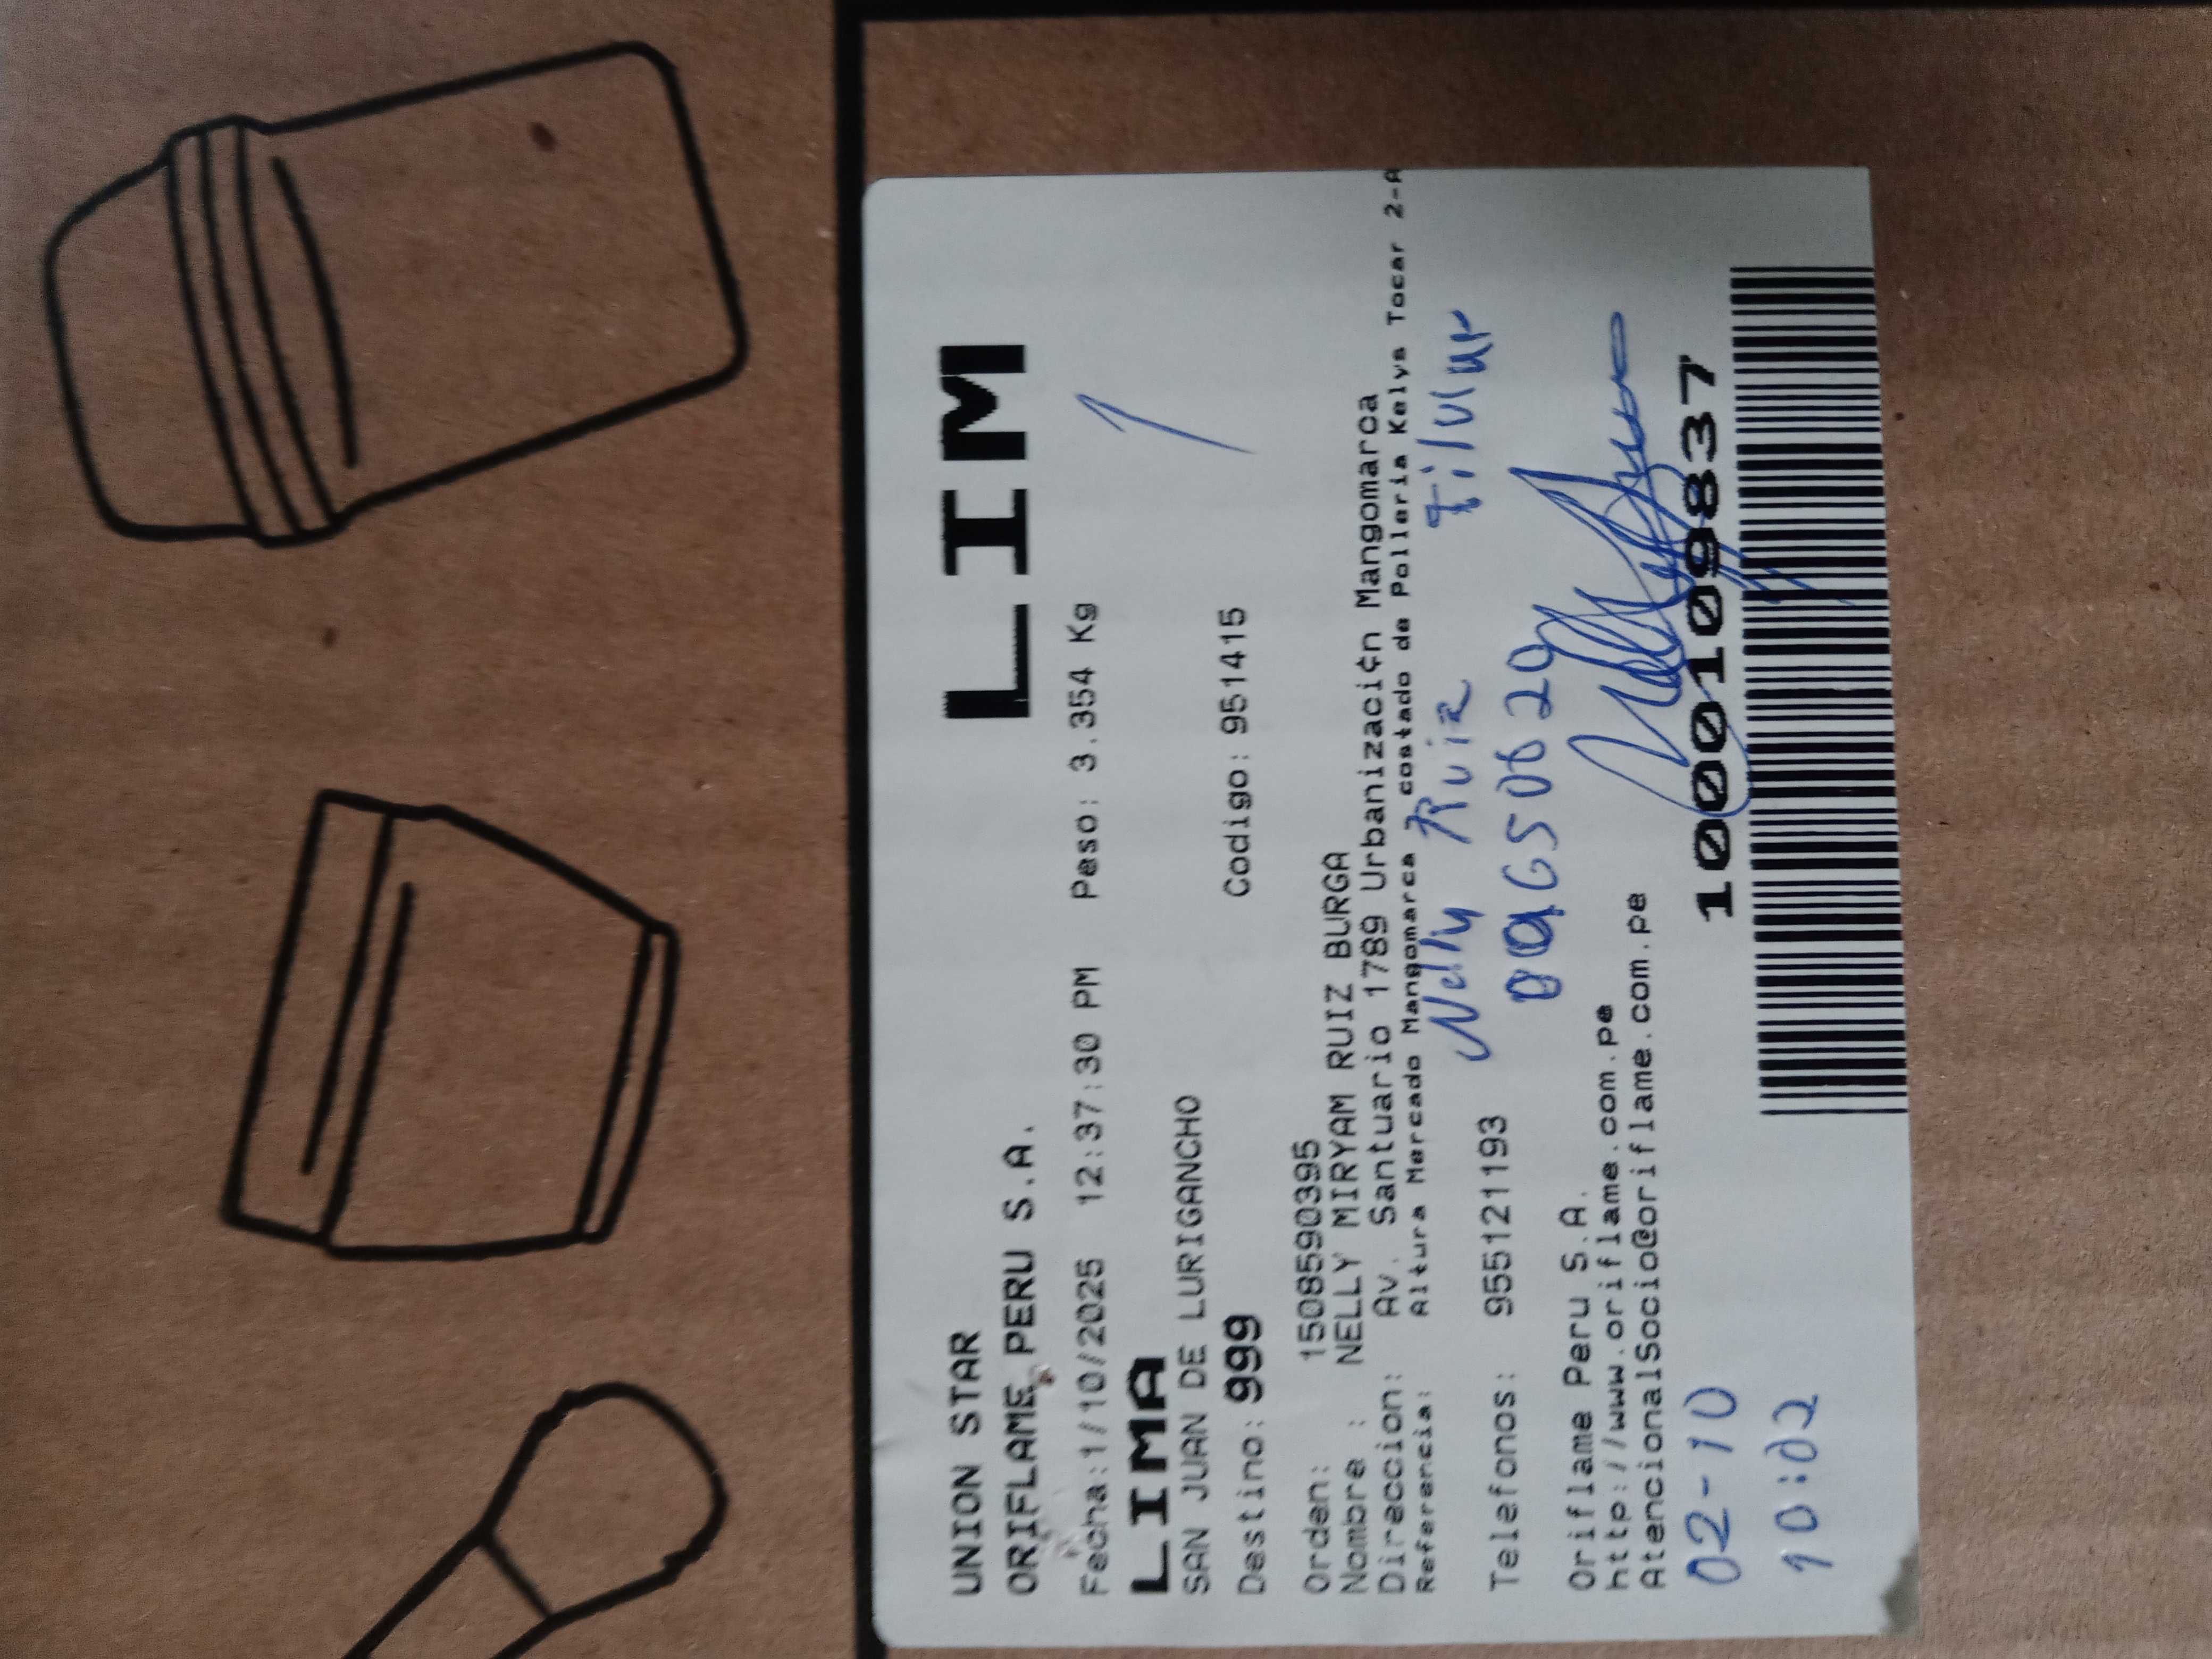 UNION STAR
ORIFLAME PERU S.A.
LIM
Fecha:1/10/2025 12:37:30 PM Peso: 3.354 Kg
1
LIMA
SAN JUAN DE LURIGANCHO
Destino: 999 Codigo: 951415
Orden: 1508590395
Nombre : NELLY MIRYAM RUIZ BURGA
Direccion: Av. Santuario 1789 Urbanizaci¢n Mangomarca
Referencia: Altura Mercado Mangomarca costado de Polleria Kelys Tocar 2-A
Nelly Ruiz
Telefonos: 955121193
Oriflame Peru S.A.
http://www.oriflame.com.pe
AtencionalSocio@oriflame.com.pe
02-10
10:02
1000109837